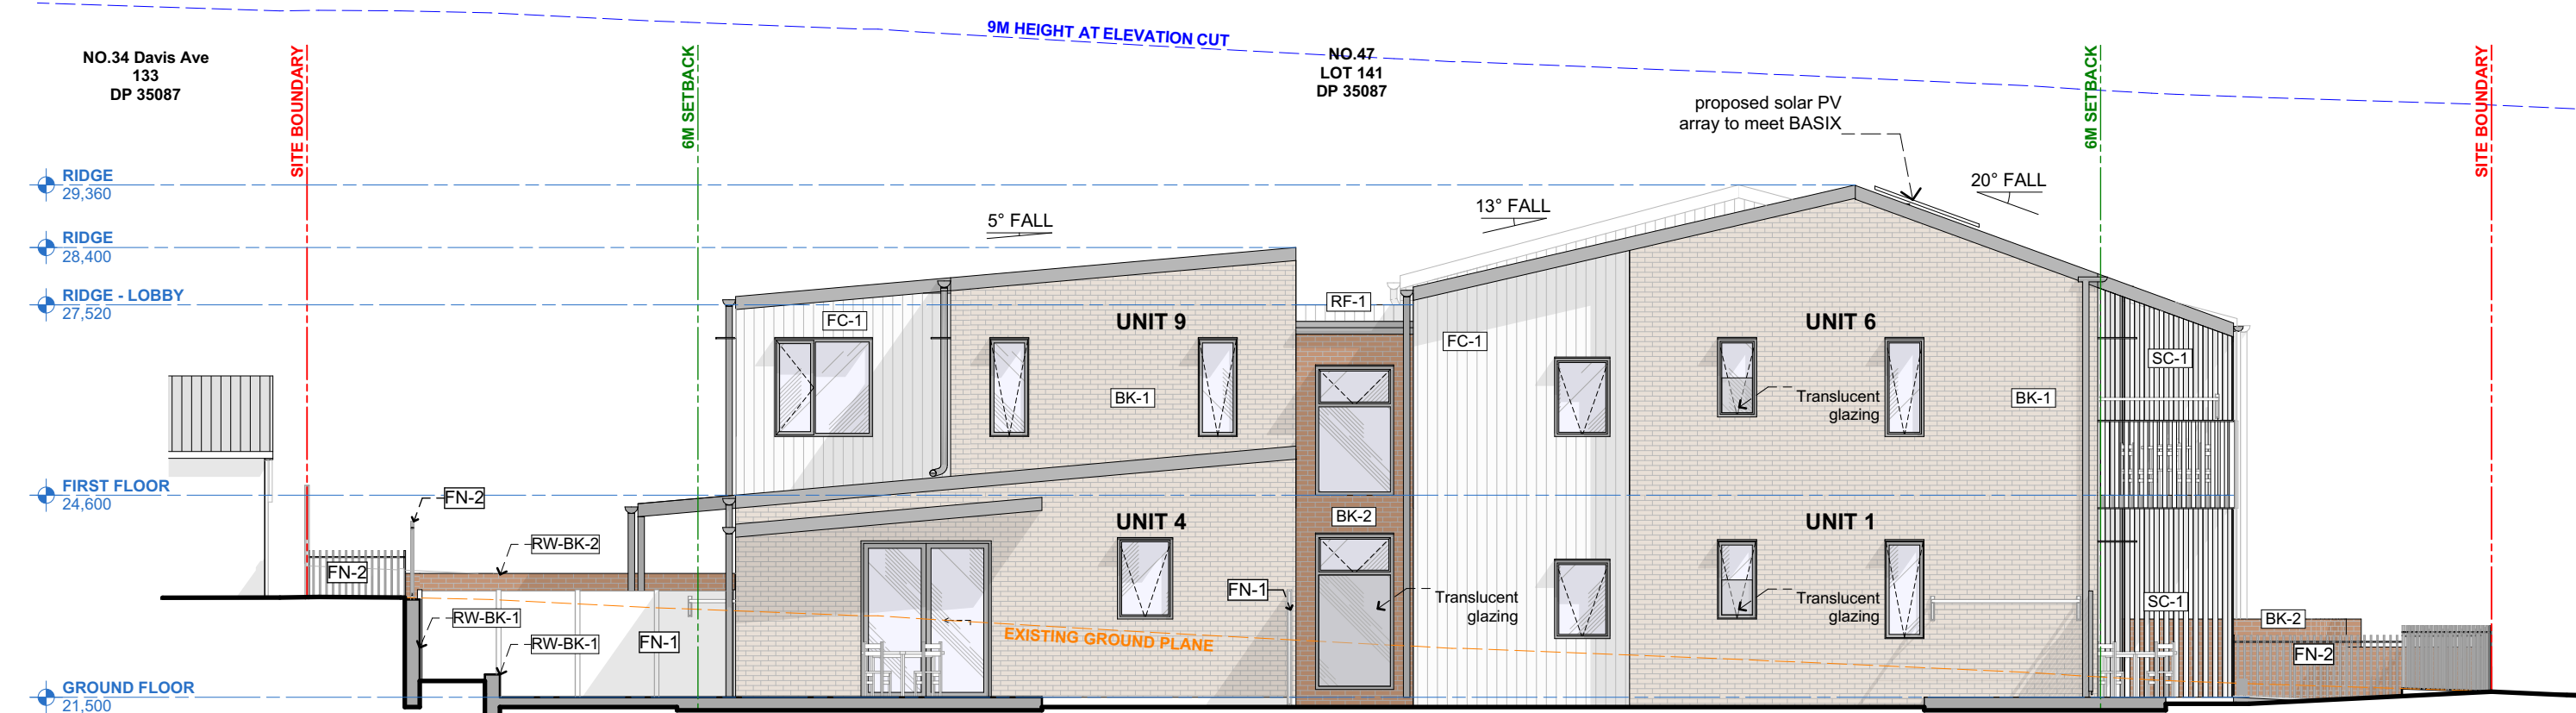 9M HEIGHT AT ELEVATION CUT
NO.34 Davis Ave
133
DP 35087
SITE BOUNDARY
6M SETBACK
NO.47
LOT 141
DP 35087
proposed solar PV
array to meet BASIX
6M SETBACK
SITE BOUNDARY
RIDGE
29,360
20° FALL
13° FALL
5° FALL
RIDGE
28,400
RIDGE - LOBBY
27,520
RF-1
FC-1
UNIT 9
FC-1
UNIT 6
SC-1
BK-1
Translucent
glazing
BK-1
FIRST FLOOR
24,600
FN-2
BK-2
UNIT 4
UNIT 1
RW-BK-2
FN-2
FN-1
Translucent
glazing
Translucent
glazing
SC-1
RW-BK-1
BK-2
RW-BK-1
FN-1
EXISTING GROUND PLANE
FN-2
GROUND FLOOR
21,500